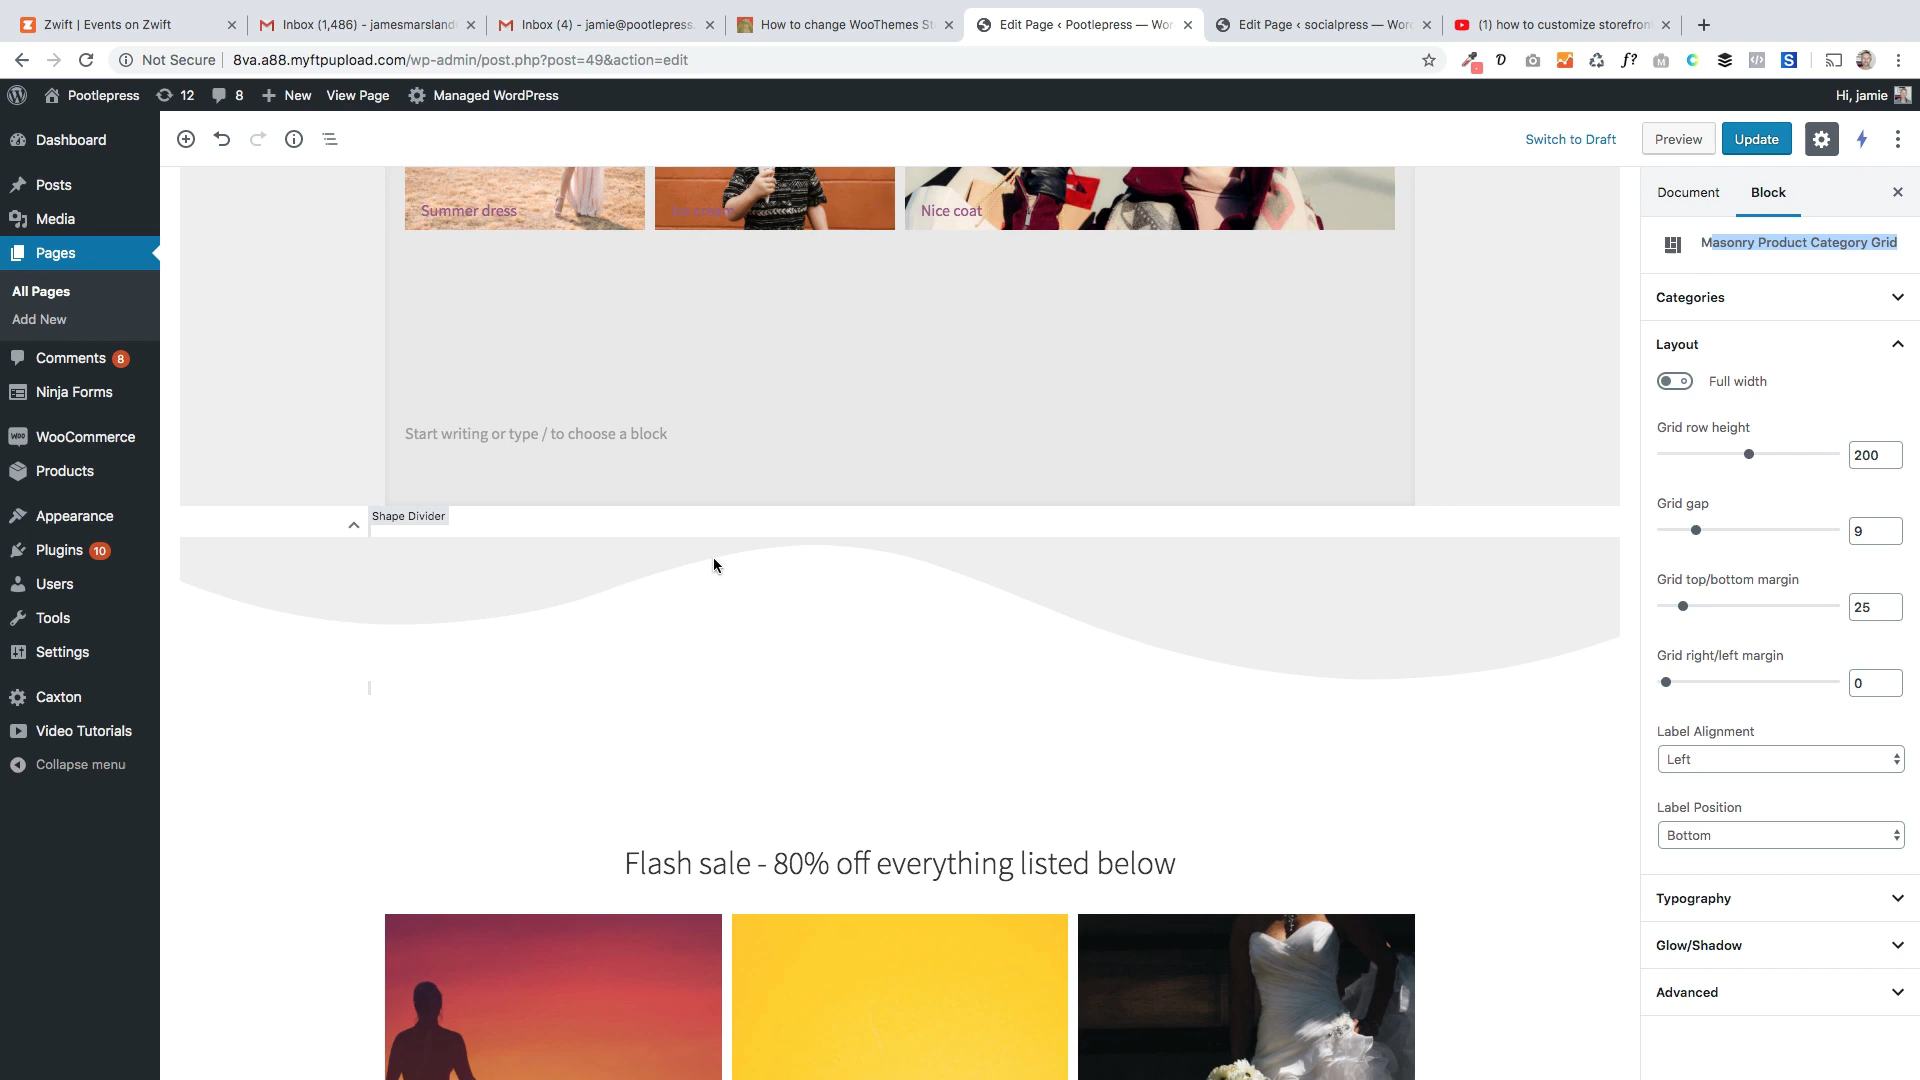 Zwift | Events on Zwift
Inbox (1,486) - jamesmarsland
Inbox (4) - jamie@pootlepress.
How to change WooThemes St
Edit Page ‹ Pootlepress — Wor
Edit Page ‹ socialpress — Word
(1) how to customize storefron
Not Secure | 8va.a88.myftpupload.com/wp-admin/post.php?post=49&action=edit
Pootlepress
12
8
New
View Page
Managed WordPress
Hi, jamie
Dashboard
Posts
Media
Pages
All Pages
Add New
Comments 8
Ninja Forms
WooCommerce
Products
Appearance
Plugins 10
Users
Tools
Settings
Caxton
Video Tutorials
Collapse menu
Switch to Draft
Preview
Update
Summer dress
Ice cream
Nice coat
Start writing or type / to choose a block
Shape Divider
Flash sale - 80% off everything listed below
Document
Block
Masonry Product Category Grid
Categories
Layout
Full width
Grid row height
200
Grid gap
9
Grid top/bottom margin
25
Grid right/left margin
0
Label Alignment
Left
Label Position
Bottom
Typography
Glow/Shadow
Advanced